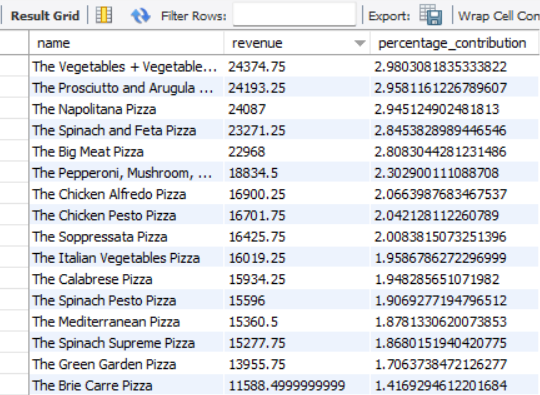 Result Grid Filter Rows: Export: Wrap Cell Con
name revenue percentage_contribution
The Vegetables + Vegetable... 24374.75 2.9803081835333822
The Prosciutto and Arugula ... 24193.25 2.9581161226789607
The Napolitana Pizza 24087 2.945124902481813
The Spinach and Feta Pizza 23271.25 2.8453828989446546
The Big Meat Pizza 22968 2.8083044281231486
The Pepperoni, Mushroom, ... 18834.5 2.302900111088708
The Chicken Alfredo Pizza 16900.25 2.0663987683467537
The Chicken Pesto Pizza 16701.75 2.042128112260789
The Soppressata Pizza 16425.75 2.0083815073251396
The Italian Vegetables Pizza 16019.25 1.9586786272296999
The Calabrese Pizza 15934.25 1.948285651071982
The Spinach Pesto Pizza 15596 1.9069277194796512
The Mediterranean Pizza 15360.5 1.8781330620073853
The Spinach Supreme Pizza 15277.75 1.8680151940420775
The Green Garden Pizza 13955.75 1.7063738472126277
The Brie Carre Pizza 11588.4999999999 1.4169294612201684